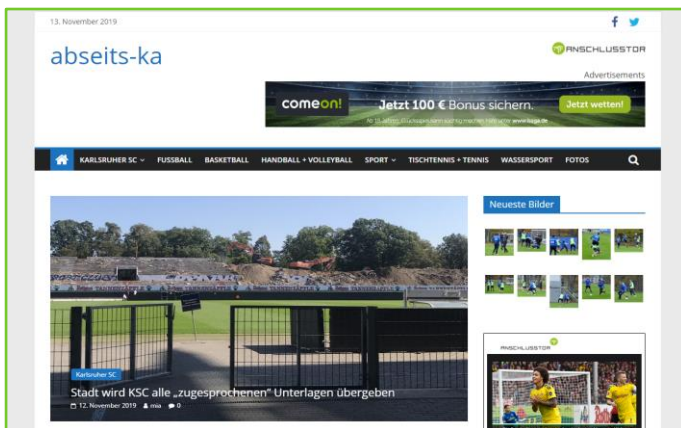 13. November 2019
abseits-ka
ANSCHLUSSTOR
Advertisements
comeon!
Jetzt 100 € Bonus sichern.
Jetzt wetten!
KARLSRUHER SC
FUSSBALL
BASKETBALL
HANDBALL + VOLLEYBALL
SPORT
TISCHTENNIS + TENNIS
WASSERSPORT
FOTOS
Neueste Bilder
Karlsruher SC
Stadt wird KSC alle „zugesprochenen“ Unterlagen übergeben
12. November 2019 mia 0
ANSCHLUSSTOR